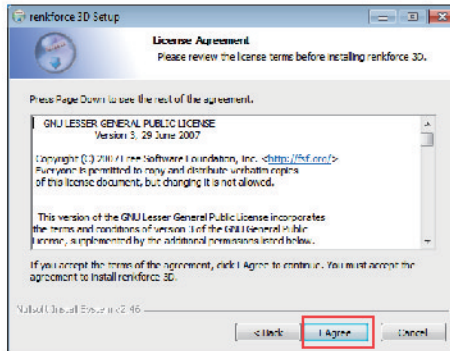 renkforce 3D Setup
License Agreement
Please review the license terms before installing renkforce 3D.
Press Page Down to see the rest of the agreement.
GNU LESSER GENERAL PUBLIC LICENSE
Version 3, 29 June 2007
Copyright (C) 2007 Free Software Foundation, Inc. <http://fsf.org/>
Everyone is permitted to copy and distribute verbatim copies
of this license document, but changing it is not allowed.
This version of the GNU Lesser General Public License incorporates
the terms and conditions of version 3 of the GNU General Public
License, supplemented by the additional permissions listed below.
If you accept the terms of the agreement, click I Agree to continue. You must accept the
agreement to install renkforce 3D.
Nullsoft Install System v2.46
< Back I Agree Cancel